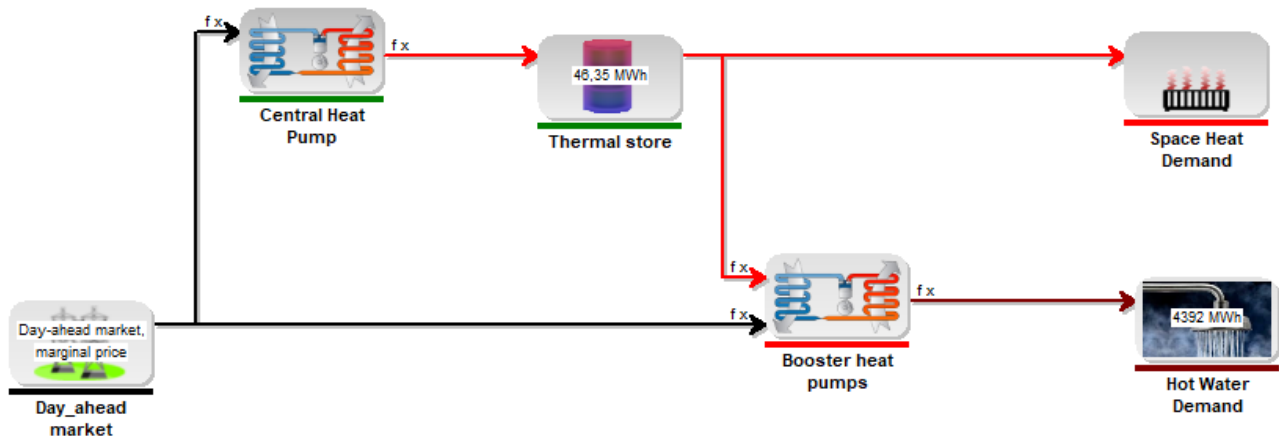 f x
f x
46,35 MWh
Central Heat
Pump
Thermal store
Space Heat
Demand
f x
f x
f x
Day-ahead market,
marginal price
4392 MWh
Booster heat
pumps
Hot Water
Demand
Day_ahead
market